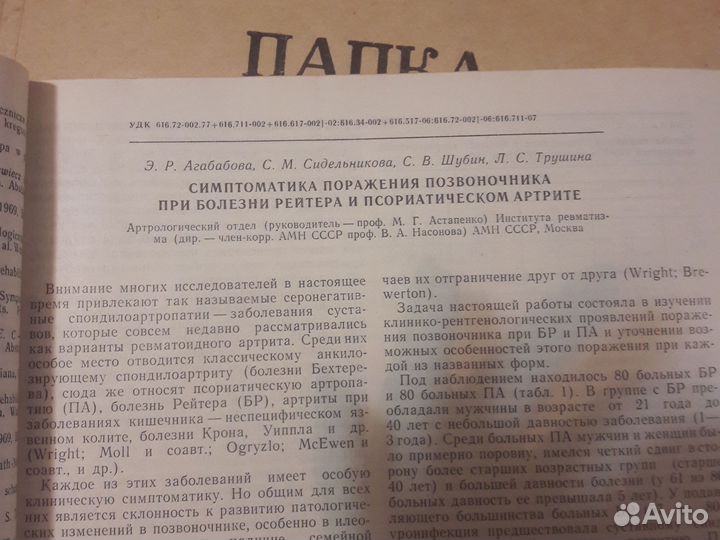 ПАПКА
УДК 616.72-002.77+616.711-002+616.617-002]-02:616.34-002+616.517-06:616.72-002]-06:616.711-07
Э. Р. Агабабова, С. М. Сидельникова, С. В. Шубин, Л. С. Трушина
СИМПТОМАТИКА ПОРАЖЕНИЯ ПОЗВОНОЧНИКА
ПРИ БОЛЕЗНИ РЕЙТЕРА И ПСОРИАТИЧЕСКОМ АРТРИТЕ
Артрологический отдел (руководитель — проф. М. Г. Астапенко) Института ревматиз-
ма (дир. — член-корр. АМН СССР проф. В. А. Насонова) АМН СССР, Москва
Внимание многих исследователей в настоящее
время привлекают так называемые серонегатив-
ные спондилоартропатии — заболевания суста-
вов, которые совсем недавно рассматривались
как варианты ревматоидного артрита. Среди них
особое место отводится классическому анкило-
зирующему спондилоартриту (болезни Бехтере-
ва), сюда же относят псориатическую артропа-
тию (ПА), болезнь Рейтера (БР), артриты при
заболеваниях кишечника — неспецифическом яз-
венном колите, болезни Крона, Уиппла и др.
(Wright; Moll и соавт.; Ogryzlo; McEwen и
соавт., и др.).
Каждое из этих заболеваний имеет особую
клиническую симптоматику. Но общим для всех
них является склонность к развитию патологиче-
ских изменений в позвоночнике, особенно в илео-
семейной
чаев их отграничение друг от друга (Wright; Bre-
werton).
Задача настоящей работы состояла в изучении
клинико-рентгенологических проявлений пораже-
ния позвоночника при БР и ПА и уточнении воз-
можных особенностей этого поражения при каж-
дой из названных форм.
Под наблюдением находилось 80 больных БР
и 80 больных ПА (табл. 1). В группе с БР пре-
обладали мужчины в возрасте от 21 года до
40 лет с небольшой давностью заболевания (1—
3 года). Среди больных ПА мужчин и женщин бы-
ло примерно поровну, имелся четкий сдвиг в сто-
рону более старших возрастных групп (старше
40 лет) и большей давности болезни (у 61 из 80
больных давность ее превышала 5 лет). У подав-
ляющего большинства больных
уроинфекция предшествовала
Avito